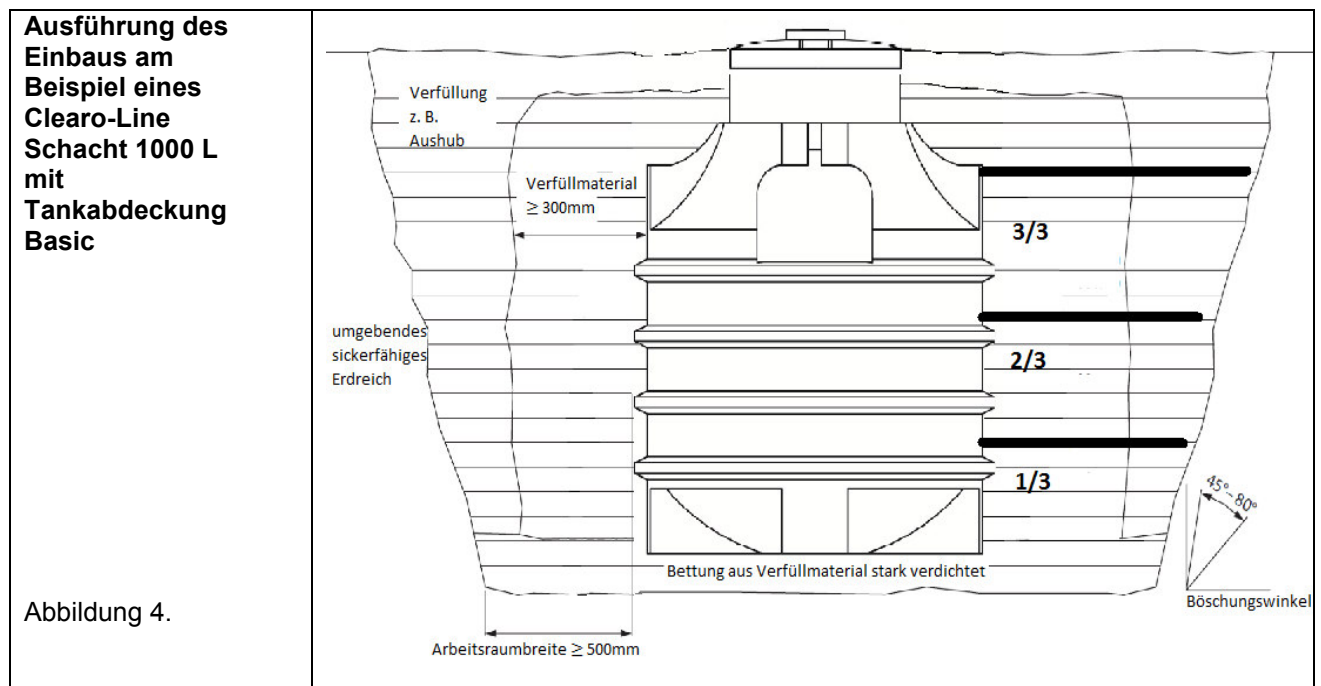 Ausführung des
Einbaus am
Beispiel eines
Clearo-Line
Schacht 1000 L
mit
Tankabdeckung
Basic
Abbildung 4.
Verfüllung
z. B.
Aushub
Verfüllmaterial
≥ 300mm
umgebendes
sickerfähiges
Erdreich
3/3
2/3
1/3
45°-80°
Bettung aus Verfüllmaterial stark verdichtet
Böschungswinkel
Arbeitsraumbreite ≥ 500mm